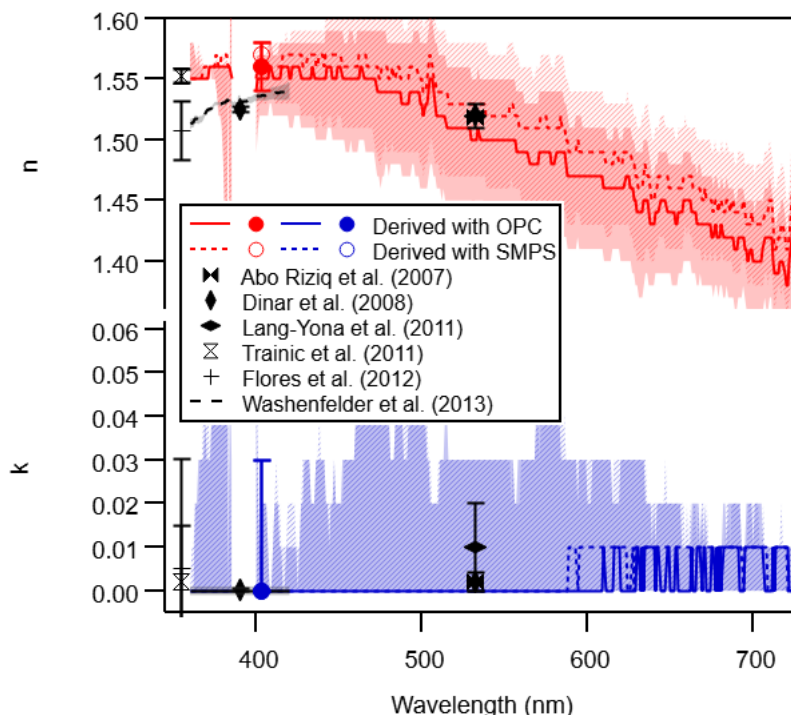 1.60
1.55
1.50
1.45
1.40
n
Derived with OPC
Derived with SMPS
Abo Riziq et al. (2007)
Dinar et al. (2008)
Lang-Yona et al. (2011)
Trainic et al. (2011)
Flores et al. (2012)
Washenfelder et al. (2013)
0.06
0.05
0.04
0.03
0.02
0.01
0.00
k
400 500 600 700
Wavelength (nm)